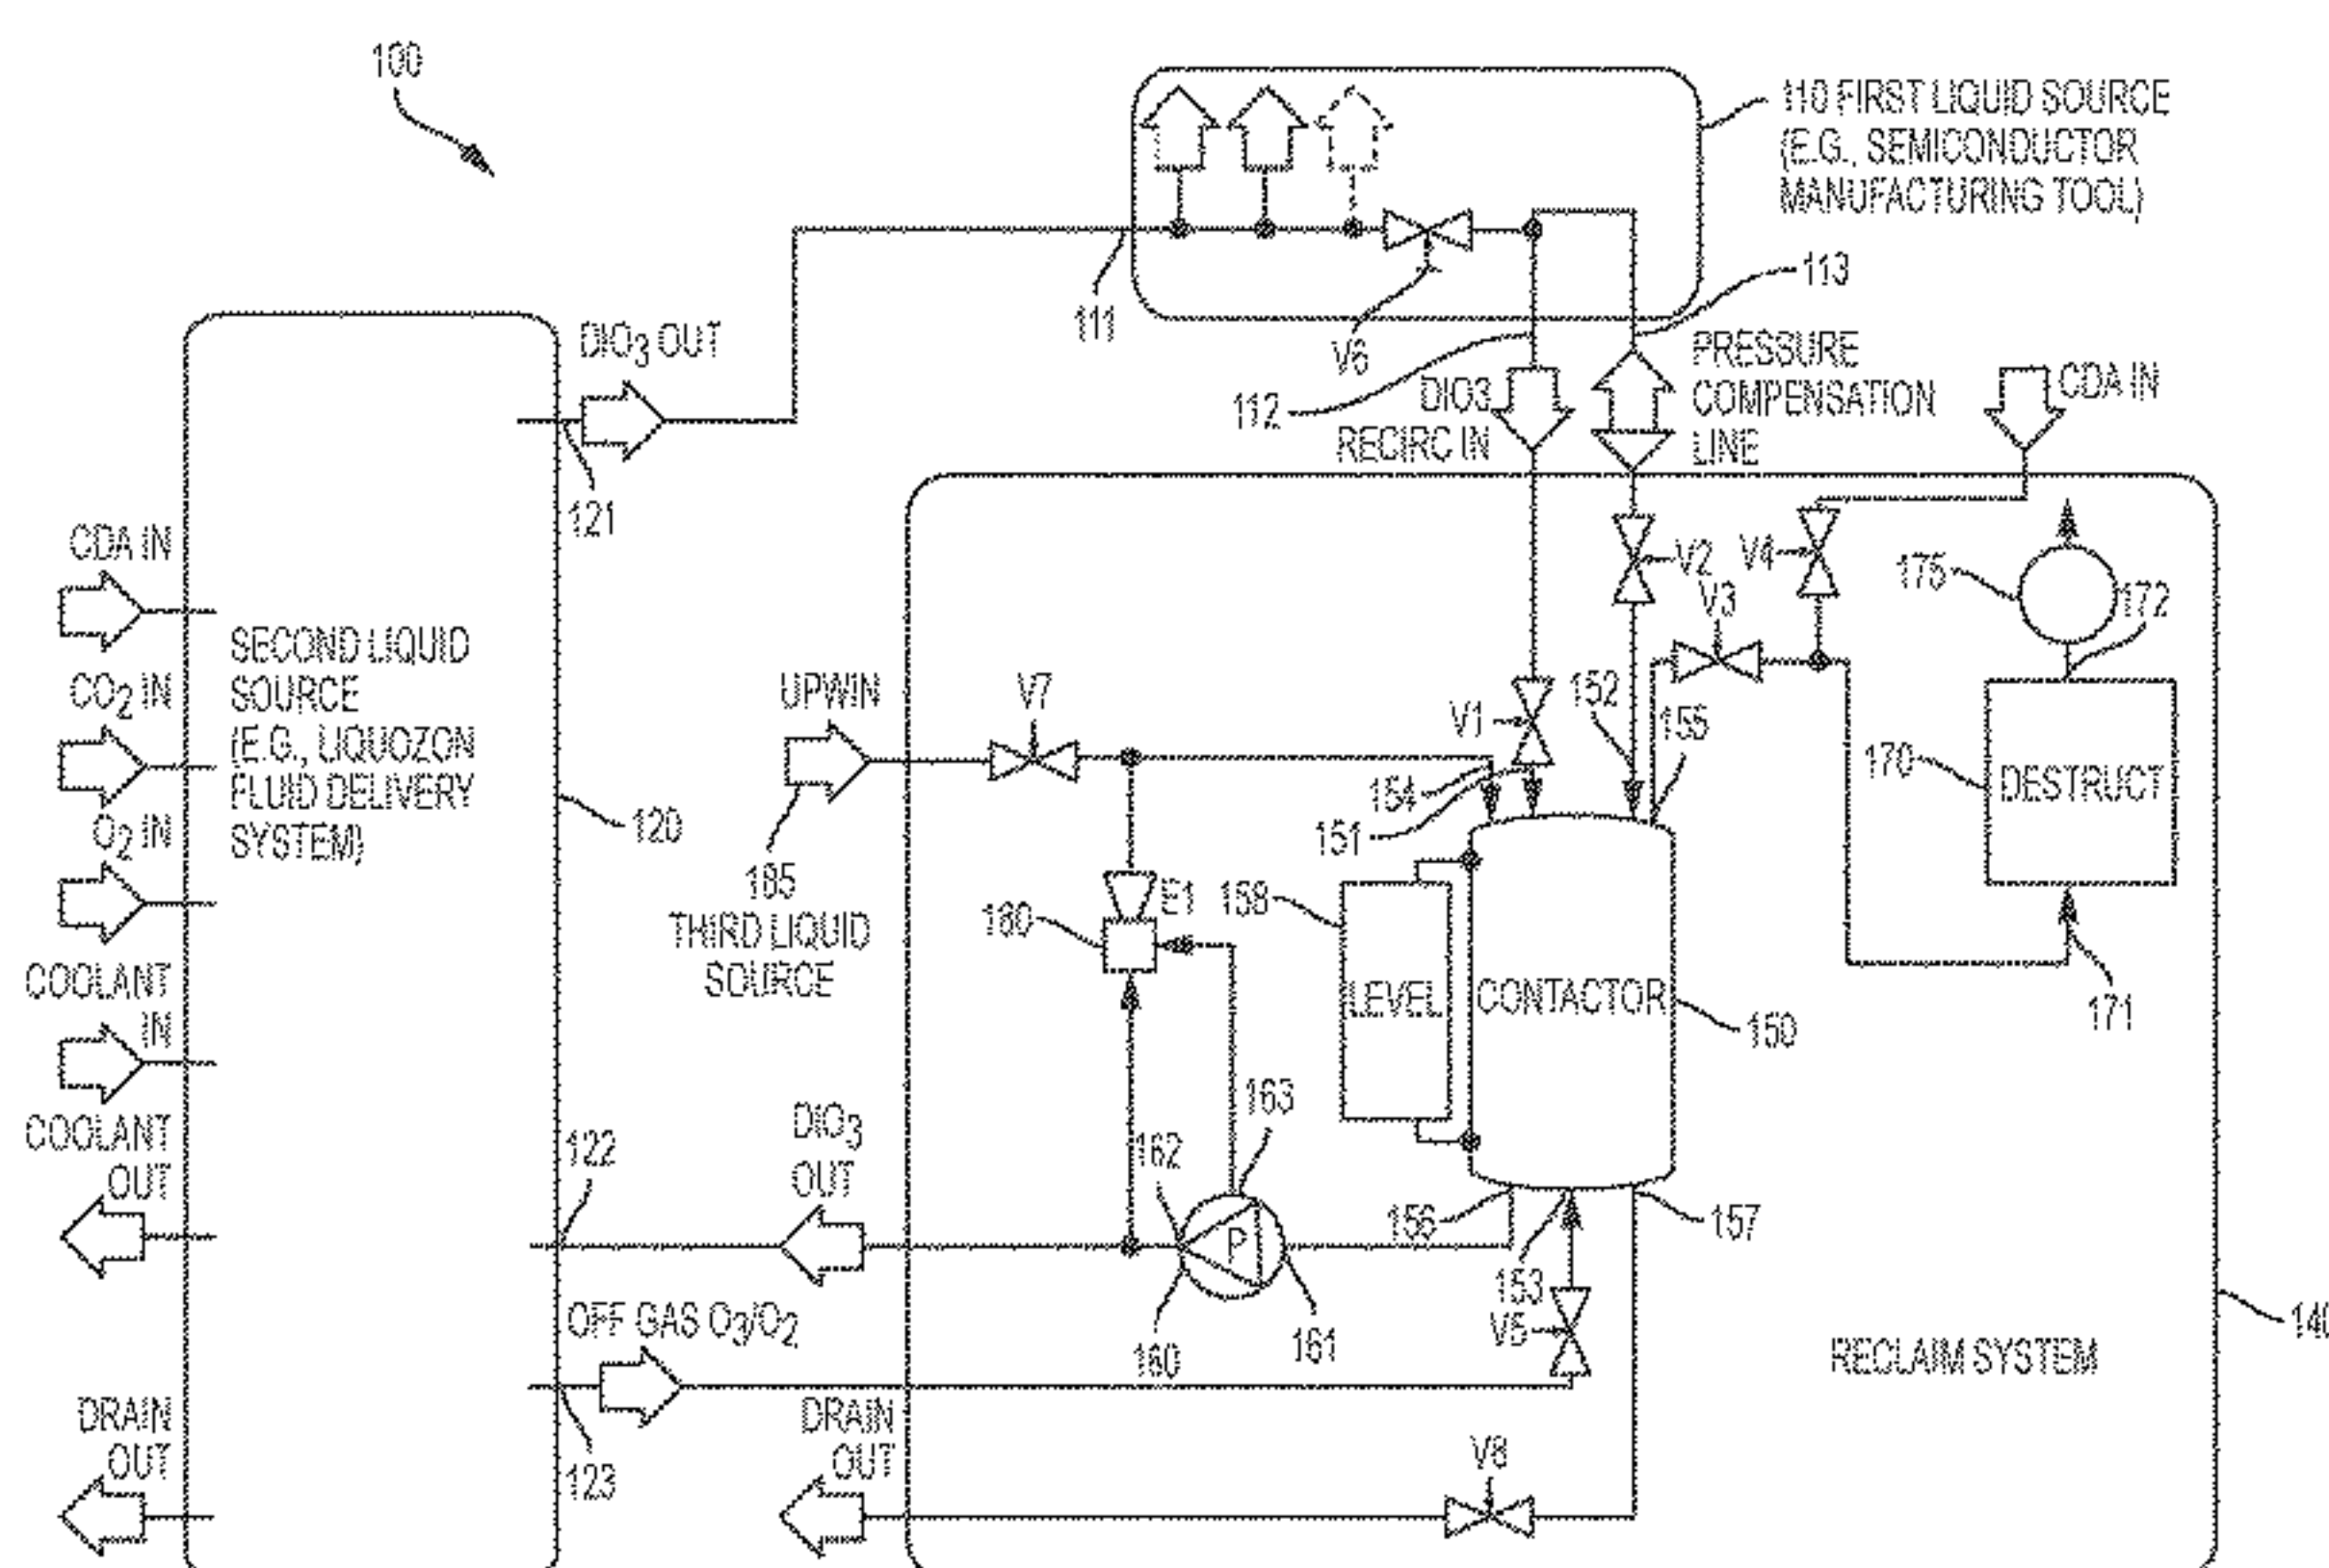 100
110 FIRST LIQUID SOURCE
(E.G., SEMICONDUCTOR
MANUFACTURING TOOL)
111
V6
112
113
DIO3
RECIRC IN
PRESSURE
COMPENSATION
LINE
CDA IN
DIO3 OUT
121
CDA IN
CO2 IN
O2 IN
COOLANT
IN
COOLANT
OUT
DRAIN
OUT
SECOND LIQUID
SOURCE
(E.G., LIQUOZON
FLUID DELIVERY
SYSTEM)
120
UPWIN
V7
185
THIRD LIQUID
SOURCE
V1
V2
V3
V4
152
155
154
151
175
172
170
DESTRUCT
171
180
E1
158
LEVEL
CONTACTOR
150
163
162
P
160
161
156
153
157
V5
122
DIO3
OUT
OFF GAS O3/O2
123
DRAIN
OUT
V8
RECLAIM SYSTEM